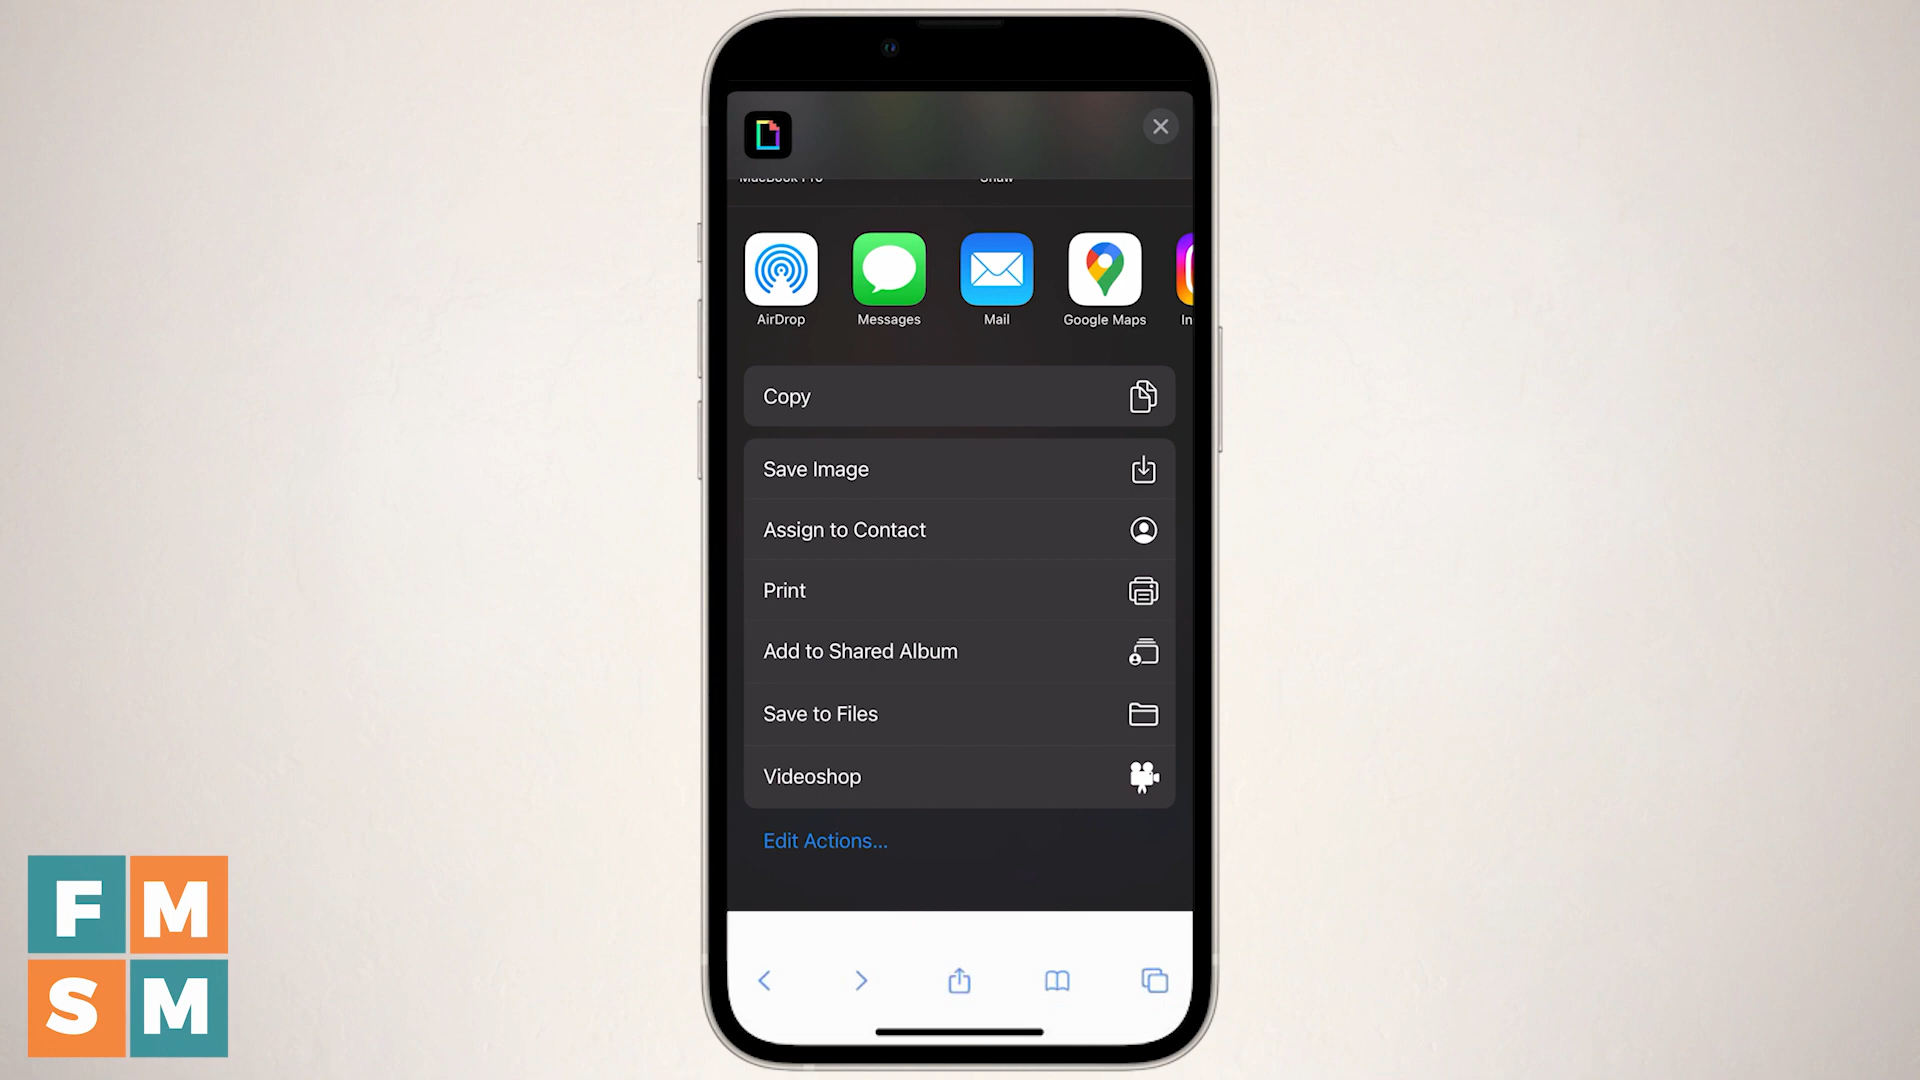 AirDrop
Messages
Mail
Google Maps
In
Copy
Save Image
Assign to Contact
Print
Add to Shared Album
Save to Files
Videoshop
Edit Actions...
F M
S M